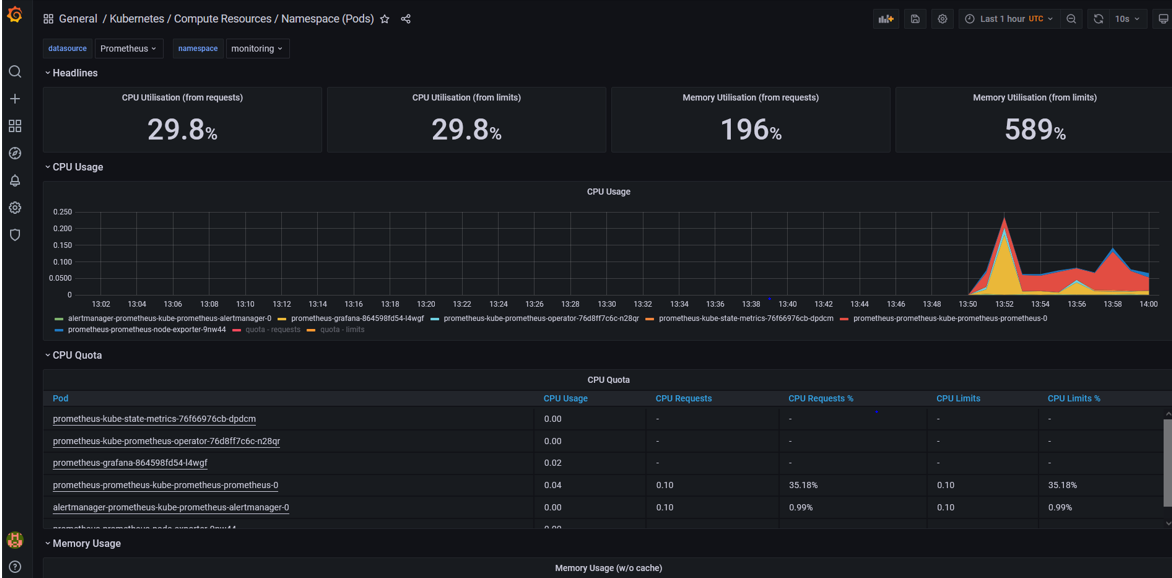 General / Kubernetes / Compute Resources / Namespace (Pods)
Last 1 hour UTC
10s
datasource Prometheus namespace monitoring
Headlines
CPU Utilisation (from requests) CPU Utilisation (from limits) Memory Utilisation (from requests) Memory Utilisation (from limits)
29.8% 29.8% 196% 589%
CPU Usage
CPU Usage
0.250
0.200
0.150
0.100
0.0500
0
13:02 13:04 13:06 13:08 13:10 13:12 13:14 13:16 13:18 13:20 13:22 13:24 13:26 13:28 13:30 13:32 13:34 13:36 13:38 13:40 13:42 13:44 13:46 13:48 13:50 13:52 13:54 13:56 13:58 14:00
alertmanager-prometheus-kube-prometheus-alertmanager-0 prometheus-grafana-864598fd54-l4wgf prometheus-kube-prometheus-operator-76d8ff7c6c-n28qr prometheus-kube-state-metrics-76f66976cb-dpdcm prometheus-prometheus-kube-prometheus-prometheus-0
prometheus-prometheus-node-exporter-9nw44 quota - requests quota - limits
CPU Quota
CPU Quota
Pod CPU Usage CPU Requests CPU Requests % CPU Limits CPU Limits %
prometheus-kube-state-metrics-76f66976cb-dpdcm 0.00 - - - -
prometheus-kube-prometheus-operator-76d8ff7c6c-n28qr 0.00 - - - -
prometheus-grafana-864598fd54-l4wgf 0.02 - - - -
prometheus-prometheus-kube-prometheus-prometheus-0 0.04 0.10 35.18% 0.10 35.18%
alertmanager-prometheus-kube-prometheus-alertmanager-0 0.00 0.10 0.99% 0.10 0.99%
prometheus-prometheus-node-exporter-9nw44 0.00
Memory Usage
Memory Usage (w/o cache)